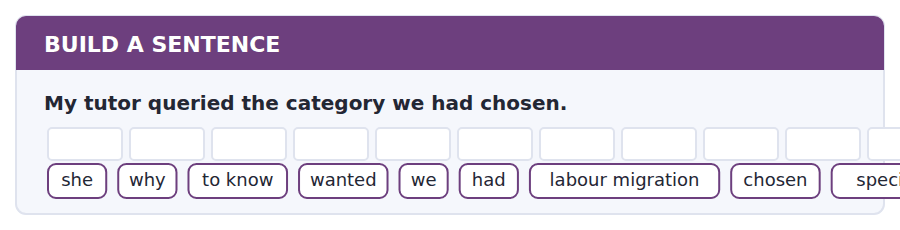 BUILD A SENTENCE
My tutor queried the category we had chosen.
she why to know wanted we had labour migration chosen